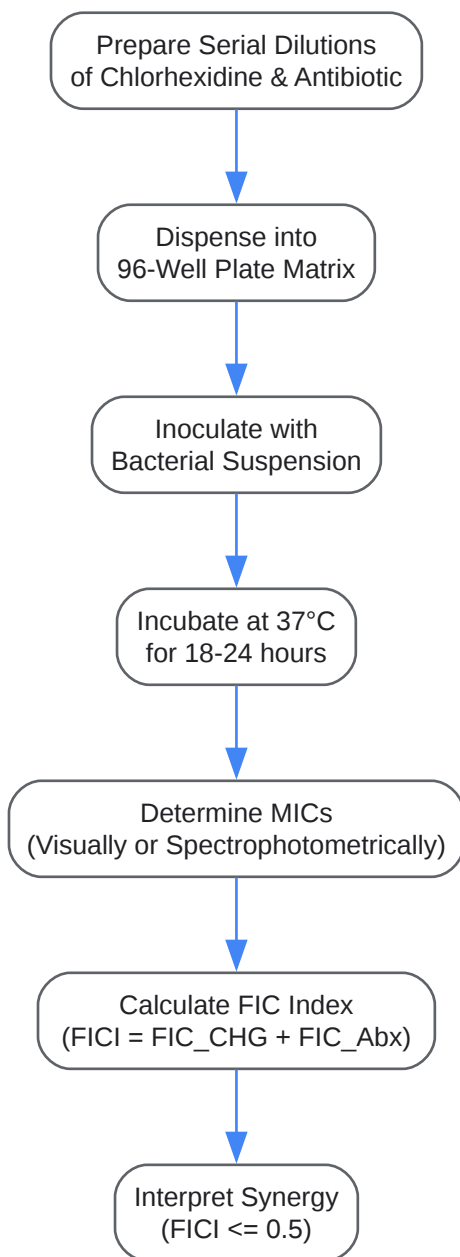 Prepare Serial Dilutions
of Chlorhexidine & Antibiotic
Dispense into
96-Well Plate Matrix
Inoculate with
Bacterial Suspension
Incubate at 37°C
for 18-24 hours
Determine MICs
(Visually or Spectrophotometrically)
Calculate FIC Index
(FICI = FIC_CHG + FIC_Abx)
Interpret Synergy
(FICI <= 0.5)